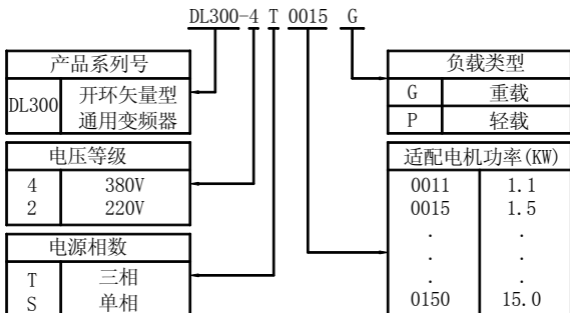 DL300-4 T 0015 G
产品系列号
DL300 开环矢量型
通用变频器
电压等级
4 380V
2 220V
电源相数
T 三相
S 单相
负载类型
G 重载
P 轻载
适配电机功率(KW)
0011 1.1
0015 1.5
. .
. .
. .
0150 15.0